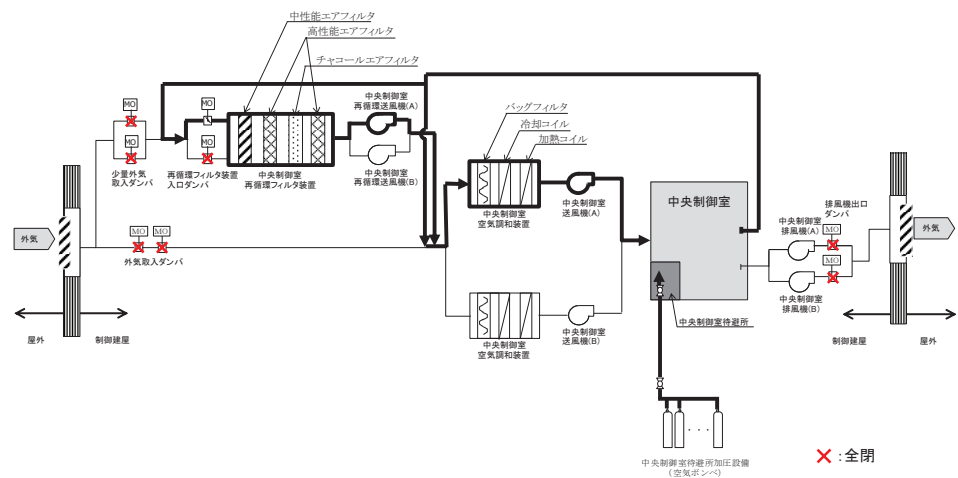 中性能エアフィルタ
高性能エアフィルタ
チャコールエアフィルタ
MO
MO
MO
MO
少量外気
取入ダンパ
再循環フィルタ装置
入口ダンパ
中央制御室
再循環フィルタ装置
中央制御室
再循環送風機(A)
中央制御室
再循環送風機(B)
バッグフィルタ
冷却コイル
加熱コイル
中央制御室
空気調和装置
中央制御室
送風機(A)
中央制御室
中央制御室
排風機(A)
排風機出口
ダンパ
MO
MO
中央制御室
排風機(B)
外気
外気
MO
MO
外気取入ダンパ
中央制御室待避所
中央制御室
空気調和装置
中央制御室
送風機(B)
屋外
制御建屋
制御建屋
屋外
中央制御室待避所加圧設備
(空気ボンベ)
・・・
:全閉